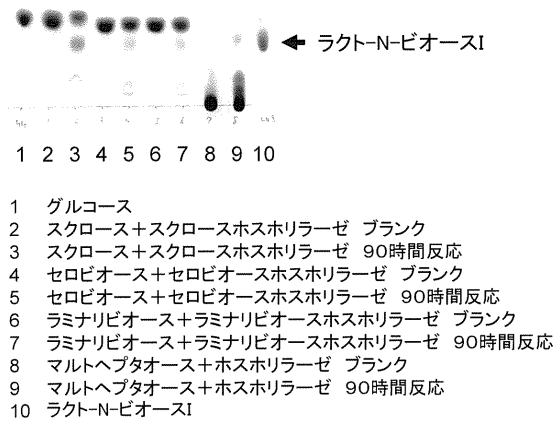 ラクト-N-ビオースI
1 2 3 4 5 6 7 8 9 10
1 グルコース
2 スクロース＋スクロースホスホリラーゼ ブランク
3 スクロース＋スクロースホスホリラーゼ 90時間反応
4 セロビオース＋セロビオースホスホリラーゼ ブランク
5 セロビオース＋セロビオースホスホリラーゼ 90時間反応
6 ラミナリビオース＋ラミナリビオースホスホリラーゼ ブランク
7 ラミナリビオース＋ラミナリビオースホスホリラーゼ 90時間反応
8 マルトヘプタオース＋ホスホリラーゼ ブランク
9 マルトヘプタオース＋ホスホリラーゼ 90時間反応
10 ラクト-N-ビオースI